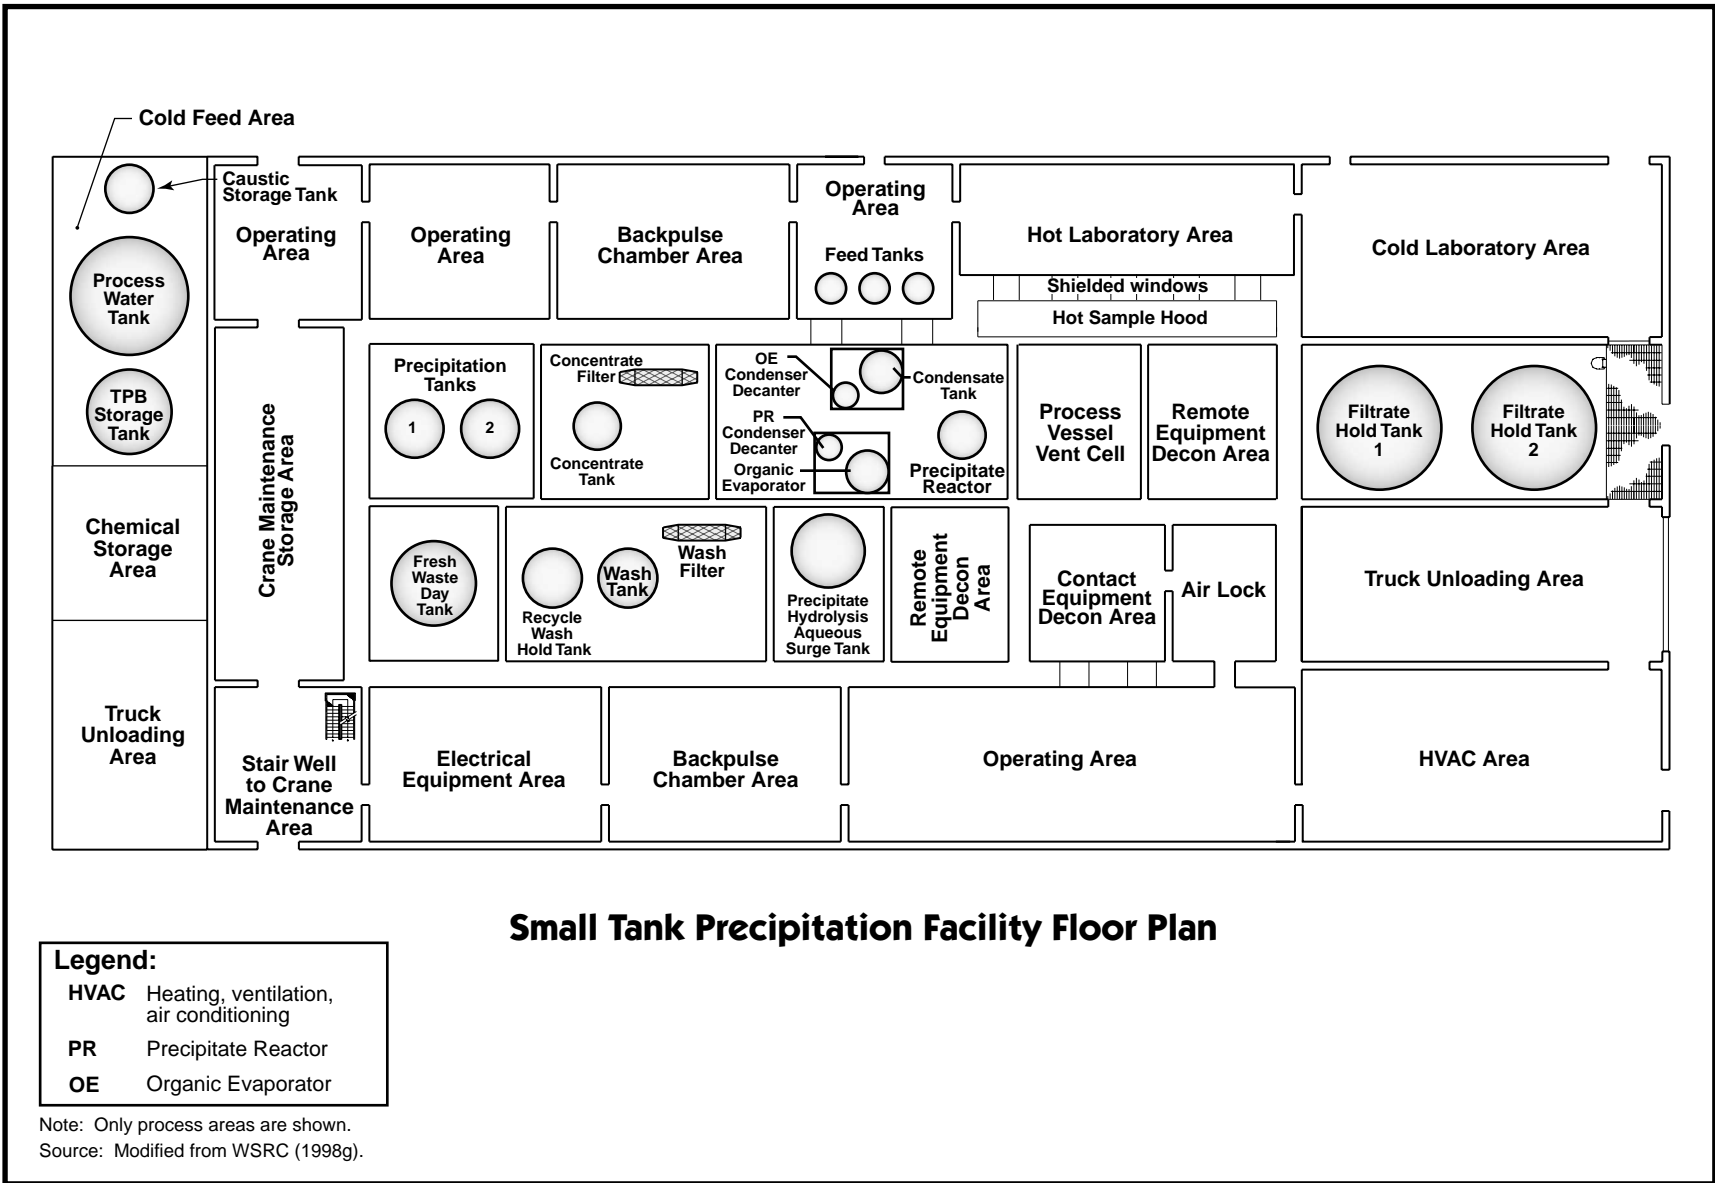 Cold Feed Area
Caustic
Storage Tank
Process
Water
Tank
TPB
Storage
Tank
Chemical
Storage
Area
Truck
Unloading
Area
Operating
Area
Operating
Area
Backpulse
Chamber Area
Operating
Area
Feed Tanks
Hot Laboratory Area
Shielded windows
Hot Sample Hood
Cold Laboratory Area
Crane Maintenance
Storage Area
Precipitation
Tanks
1
2
Concentrate
Filter
Concentrate
Tank
OE
Condenser
Decanter
Condensate
Tank
PR
Condenser
Decanter
Organic
Evaporator
Precipitate
Reactor
Process
Vessel
Vent Cell
Remote
Equipment
Decon Area
Filtrate
Hold Tank
1
Filtrate
Hold Tank
2
Fresh
Waste
Day
Tank
Recycle
Wash
Hold Tank
Wash
Tank
Wash
Filter
Precipitate
Hydrolysis
Aqueous
Surge Tank
Remote
Equipment
Decon
Area
Contact
Equipment
Decon Area
Air Lock
Truck Unloading Area
Stair Well
to Crane
Maintenance
Area
Electrical
Equipment Area
Backpulse
Chamber Area
Operating Area
HVAC Area
Small Tank Precipitation Facility Floor Plan
Legend:
HVAC Heating, ventilation,
air conditioning
PR Precipitate Reactor
OE Organic Evaporator
Note: Only process areas are shown.
Source: Modified from WSRC (1998g).